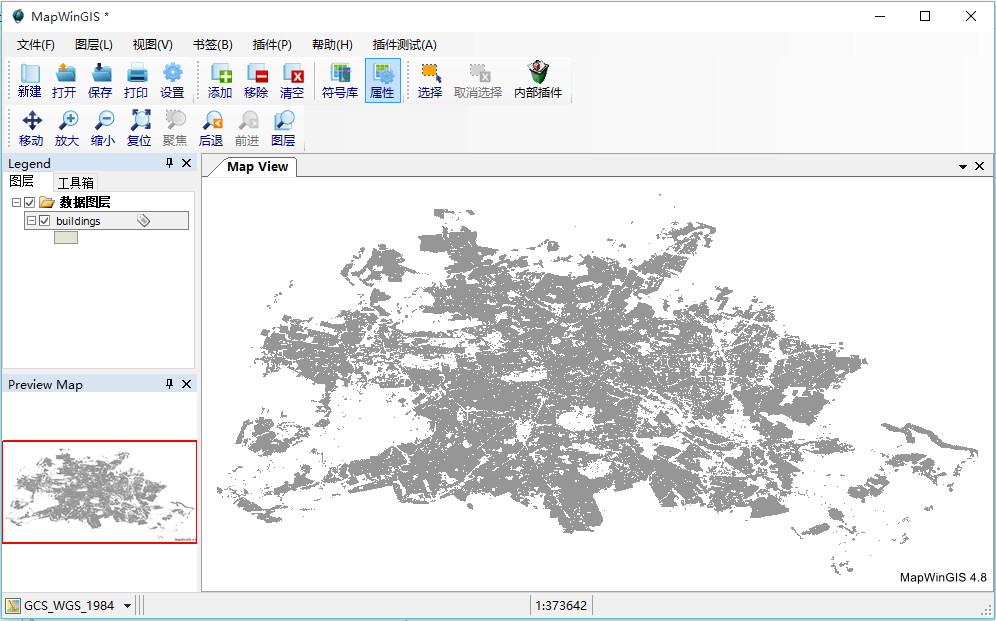 MapWinGIS *
文件(F) 图层(L) 视图(V) 书签(B) 插件(P) 帮助(H) 插件测试(A)
新建 打开 保存 打印 设置 添加 移除 清空 符号库 属性 选择 取消选择 内部插件
移动 放大 缩小 复位 聚焦 后退 前进 图层
Legend
Map View
图层 工具箱
数据图层
buildings
Preview Map
MapWinGIS 4.8
GCS_WGS_1984
1:373642